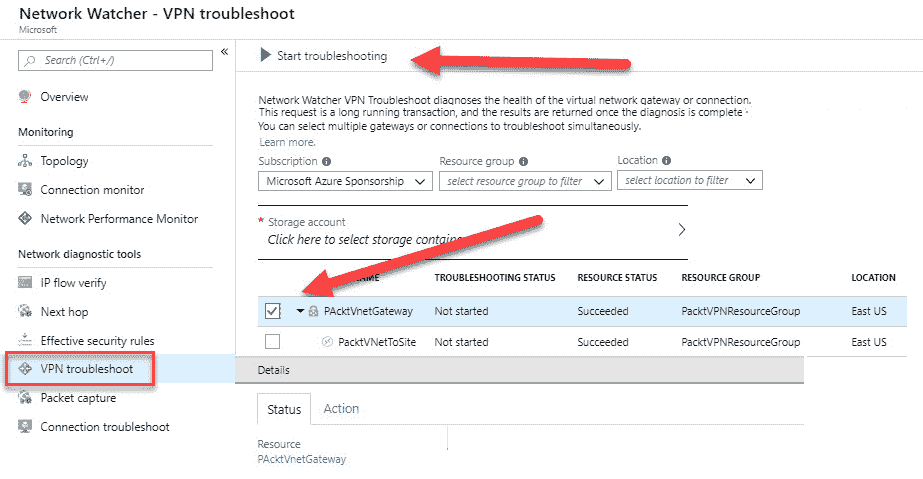 Network Watcher - VPN troubleshoot
Microsoft
Search (Ctrl+/)
«
Overview
Monitoring
Topology
Connection monitor
Network Performance Monitor
Network diagnostic tools
IP flow verify
Next hop
Effective security rules
VPN troubleshoot
Packet capture
Connection troubleshoot
Start troubleshooting
Network Watcher VPN Troubleshoot diagnoses the health of the virtual network gateway or connection.
This request is a long running transaction, and the results are returned once the diagnosis is complete
You can select multiple gateways or connections to troubleshoot simultaneously.
Learn more.
Subscription Resource group Location
Microsoft Azure Sponsorship select resource group to filter select location to filter
* Storage account
Click here to select storage
TROUBLESHOOTING STATUS RESOURCE STATUS RESOURCE GROUP LOCATION
PAcktVnetGateway Not started Succeeded PacktVPNResourceGroup East US
PacktVNetToSite Not started Succeeded PacktVPNResourceGroup East US
Details
Status Action
Resource
PAcktVnetGateway